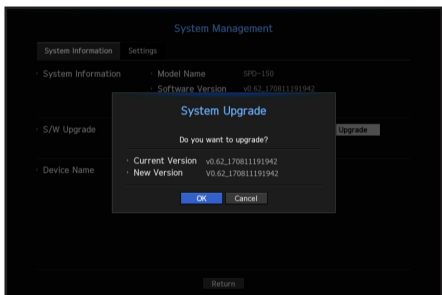 System Management
System Information Settings
· System Information · Model Name SPD-150
· Software Version v0.62_170811191942
System Upgrade
· S/W Upgrade Upgrade
Do you want to upgrade?
· Current Version v0.62_170811191942
· New Version V0.62_170811191942
· Device Name
OK Cancel
Return